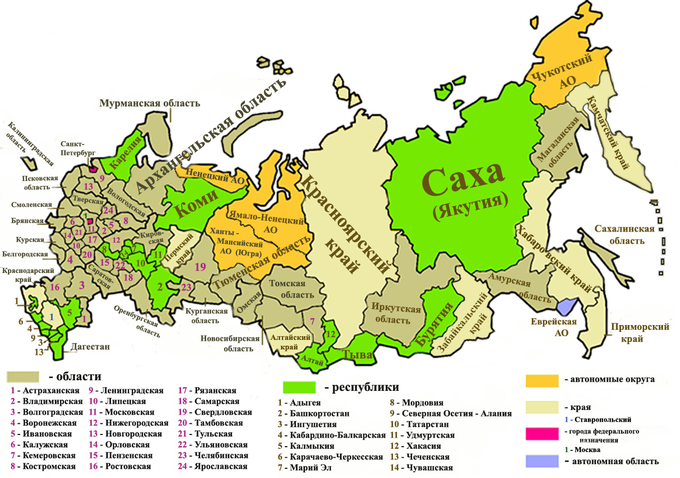 Мурманская область
Архангельская область
Калининградская
область
Санкт-
Петербург
Карелия
Псковская
область
Смоленская
Брянская
Курская
Белгородская
Краснодарский
край
Дагестан
Тверская
Вологодская
Киров-
ская
Саратов-
ская
Оренбургская
область
Ненецкий АО
Коми
Пермский
край
Ямало-Ненецкий
АО
Ханты -
Мансийский
АО (Югра)
Тюменская область
Курганская
область
Омская
Томская
область
Новосибирская
область
Алтайский
край
Алтай
Тыва
Красноярский
край
Иркутская
область
Бурятия
Забайкальский
край
Саха
(Якутия)
Амурская
область
Еврейская
АО
Хабаровский край
Приморский
край
Сахалинская
область
Магаданская
область
Камчатский край
Чукотский
АО
- области
1 - Астраханская
2 - Владимирская
3 - Волгоградская
4 - Воронежская
5 - Ивановская
6 - Калужская
7 - Кемеровская
8 - Костромская
9 - Ленинградская
10 - Липецкая
11 - Московская
12 - Нижегородская
13 - Новгородская
14 - Орловская
15 - Пензенская
16 - Ростовская
17 - Рязанская
18 - Самарская
19 - Свердловская
20 - Тамбовская
21 - Тульская
22 - Ульяновская
23 - Челябинская
24 - Ярославская
- республики
1 - Адыгея
2 - Башкортостан
3 - Ингушетия
4 - Кабардино-Балкарская
5 - Калмыкия
6 - Карачаево-Черкесская
7 - Марий Эл
8 - Мордовия
9 - Северная Осетия - Алания
10 - Татарстан
11 - Удмуртская
12 - Хакасия
13 - Чеченская
14 - Чувашская
- автономные округа
- края
1 - Ставропольский
- города федерального
назначения
1 - Москва
- автономная область